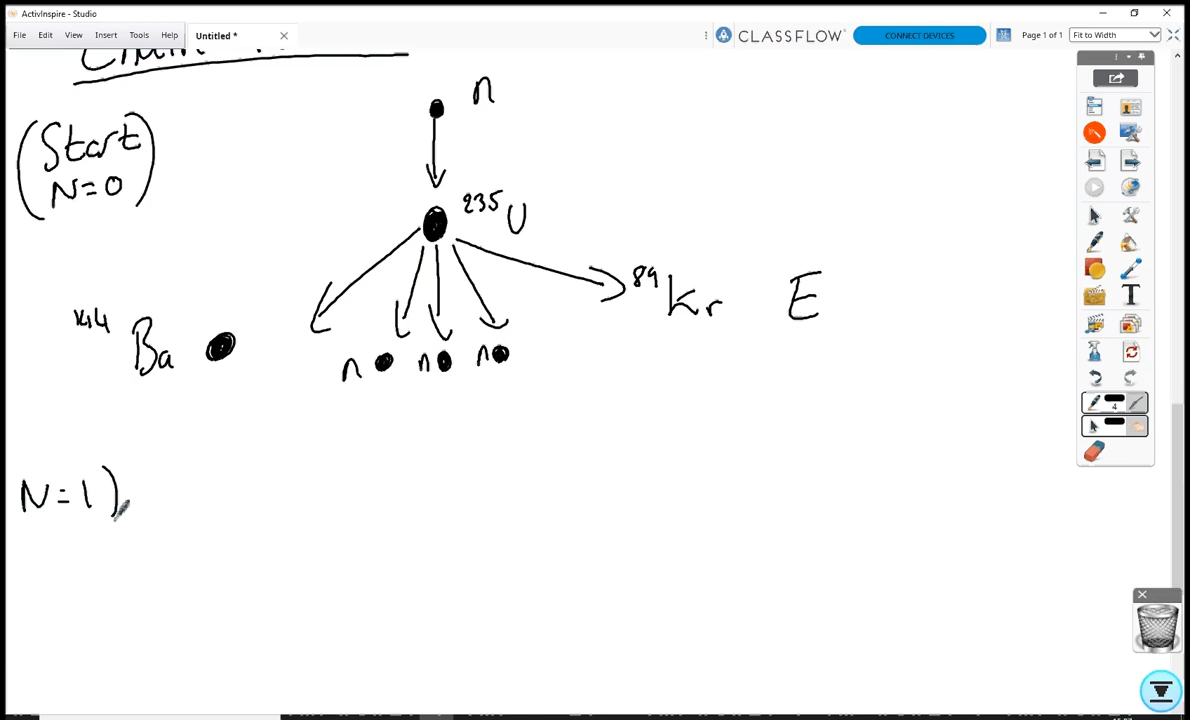 ActivInspire - Studio
File Edit View Insert Tools Help Untitled *
CLASSFLOW CONNECT DEVICES Page 1 of 1 Fit to Width
n
(Start
N=0)
235 U
89 Kr E
144 Ba n n n
4
T
N=1)